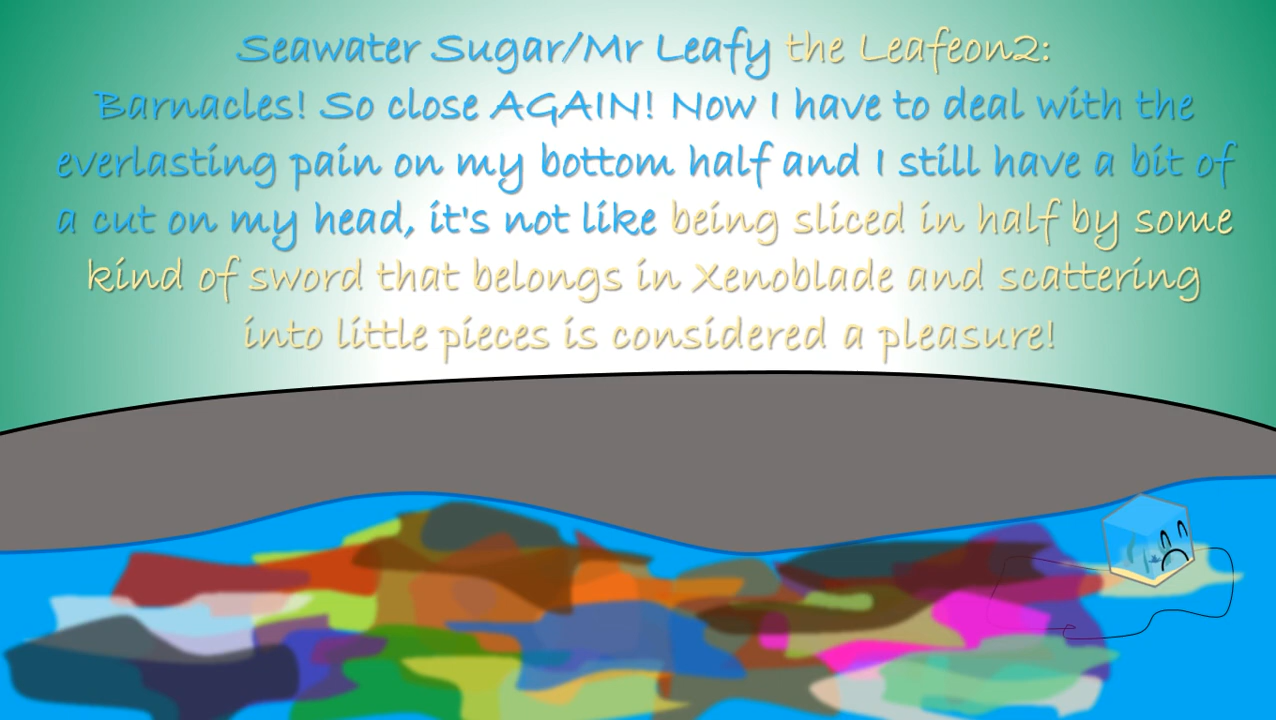 Seawater Sugar/Mr Leafy the Leafeon2:
Barnacles! So close AGAIN! Now I have to deal with the
everlasting pain on my bottom half and I still have a bit of
a cut on my head, it's not like being sliced in half by some
kind of sword that belongs in Xenoblade and scattering
into little pieces is considered a pleasure!